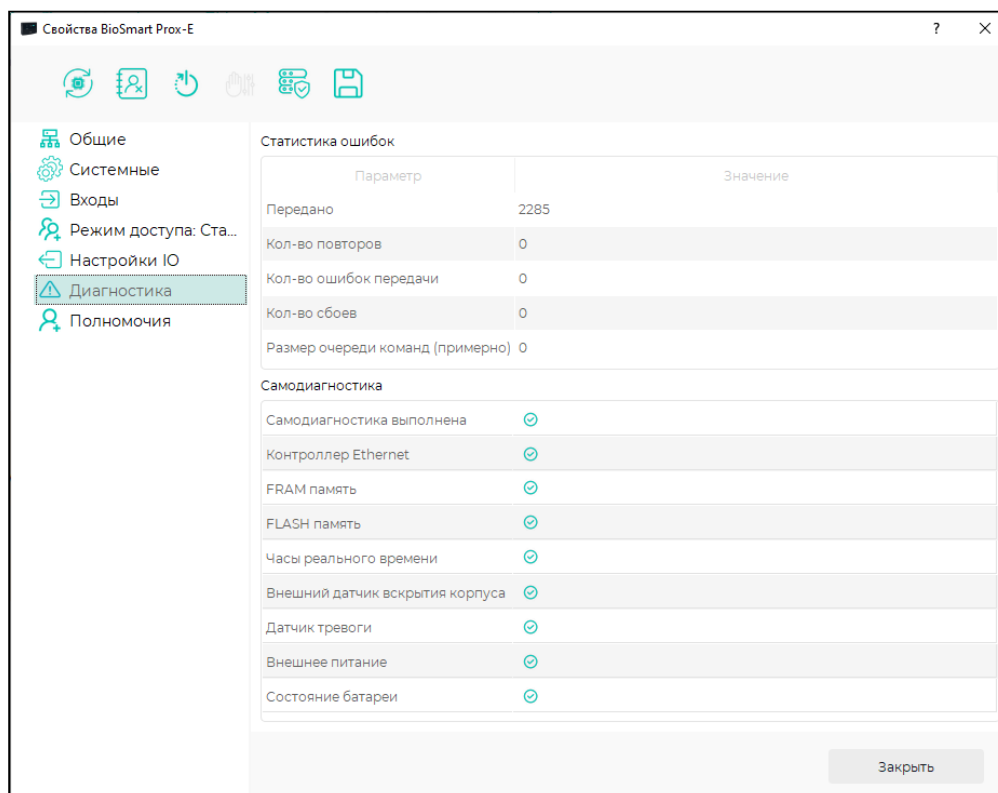 Свойства BioSmart Prox-E
?
Общие
Системные
Входы
Режим доступа: Ста...
Настройки IO
Диагностика
Полномочия
Статистика ошибок
Параметр Значение
Передано 2285
Кол-во повторов 0
Кол-во ошибок передачи 0
Кол-во сбоев 0
Размер очереди команд (примерно) 0
Самодиагностика
Самодиагностика выполнена
Контроллер Ethernet
FRAM память
FLASH память
Часы реального времени
Внешний датчик вскрытия корпуса
Датчик тревоги
Внешнее питание
Состояние батареи
Закрыть